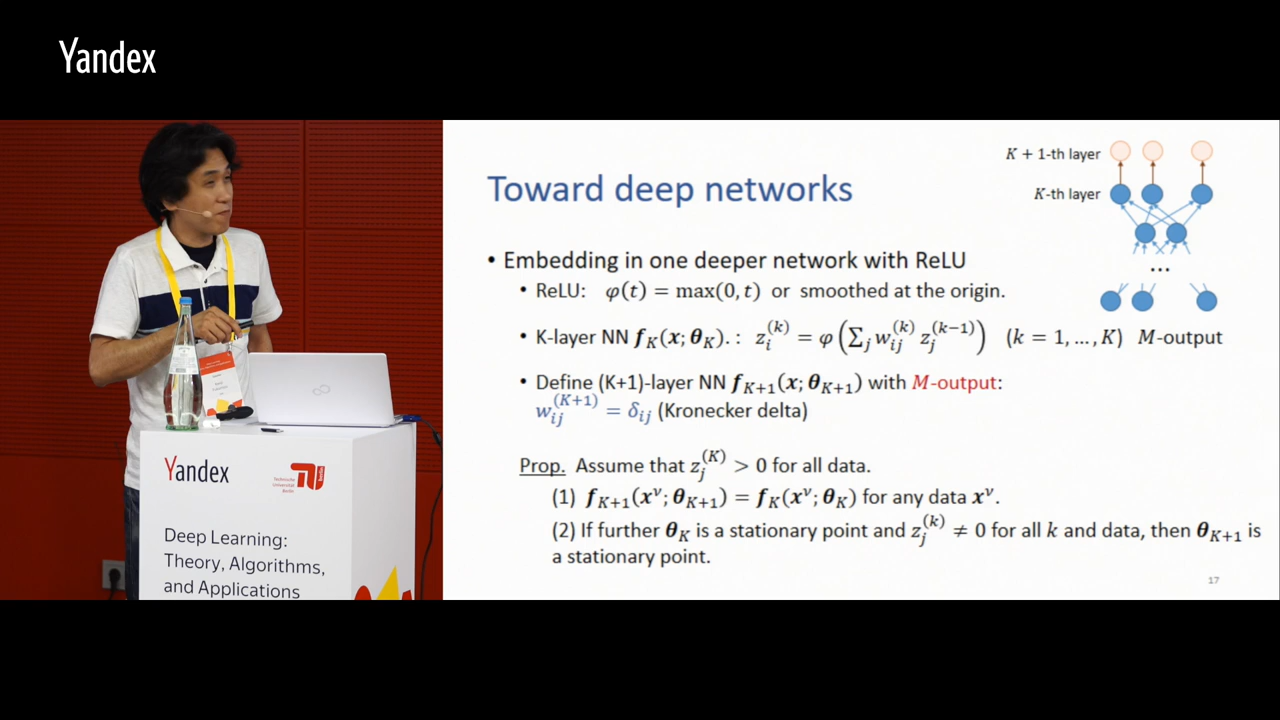 Yandex
Toward deep networks
K + 1-th layer
K-th layer
...
• Embedding in one deeper network with ReLU
• ReLU: φ(t) = max(0, t) or smoothed at the origin.
• K-layer NN f_K(x; θ_K). : z_i^(k) = φ(∑_j w_ij^(k) z_j^(k−1)) (k = 1, …, K) M-output
• Define (K+1)-layer NN f_{K+1}(x; θ_{K+1}) with M-output:
w_ij^(K+1) = δ_ij (Kronecker delta)
Prop. Assume that z_j^(K) > 0 for all data.
(1) f_{K+1}(x^ν; θ_{K+1}) = f_K(x^ν; θ_K) for any data x^ν.
(2) If further θ_K is a stationary point and z_j^(k) ≠ 0 for all k and data, then θ_{K+1} is
a stationary point.
17
Yandex
Technische
Universität
Berlin
Deep Learning:
Theory, Algorithms,
and Applications